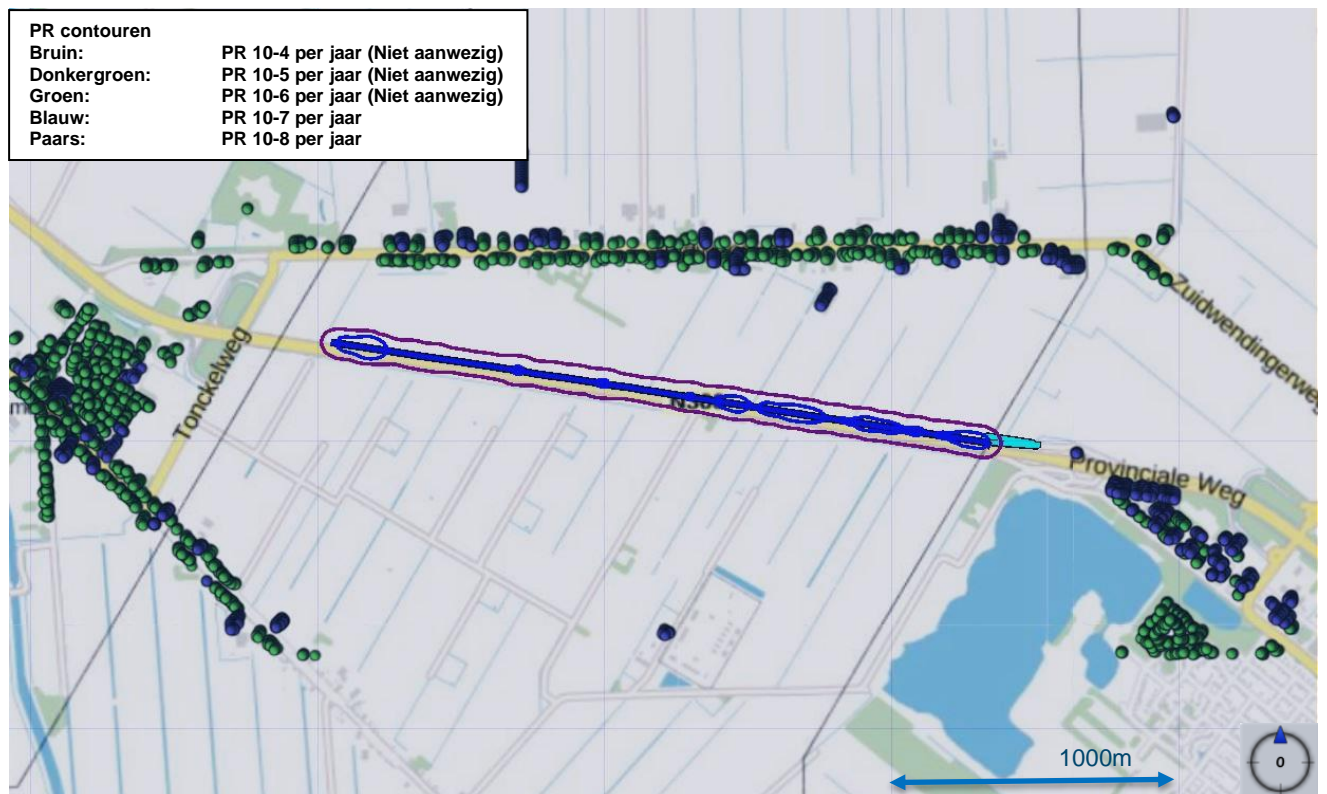 PR contouren
Bruin: PR 10-4 per jaar (Niet aanwezig)
Donkergroen: PR 10-5 per jaar (Niet aanwezig)
Groen: PR 10-6 per jaar (Niet aanwezig)
Blauw: PR 10-7 per jaar
Paars: PR 10-8 per jaar
Tonckelweg
Zuidwendingerweg
Provinciale Weg
1000m
0